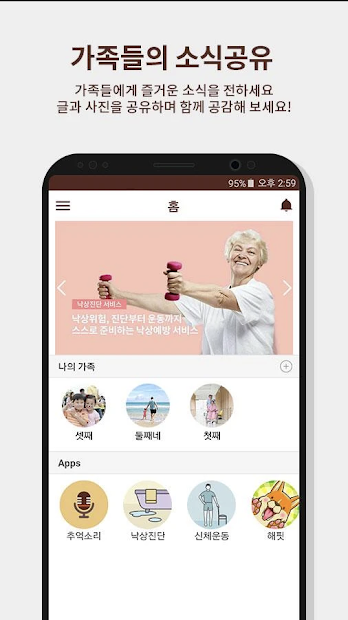 가족들의 소식공유
가족들에게 즐거운 소식을 전하세요
글과 사진을 공유하며 함께 공감해 보세요!
95% 오후 2:59
홈
낙상진단 서비스
낙상위험, 진단부터 운동까지
스스로 준비하는 낙상예방 서비스
나의 가족
셋째
둘째네
첫째
Apps
추억소리
낙상진단
신체운동
해핏